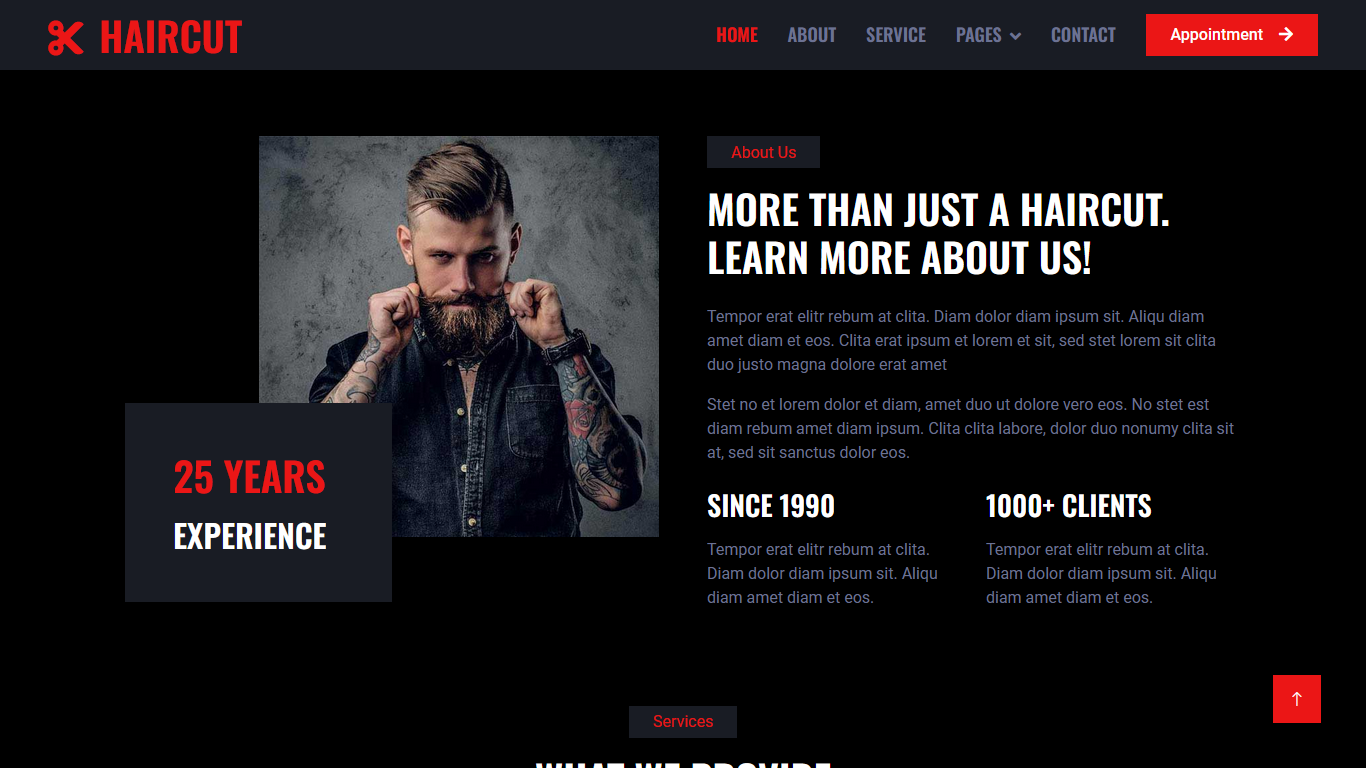 HAIRCUT
HOME
ABOUT
SERVICE
PAGES
CONTACT
Appointment
About Us
MORE THAN JUST A HAIRCUT.
LEARN MORE ABOUT US!
Tempor erat elitr rebum at clita. Diam dolor diam ipsum sit. Aliqu diam
amet diam et eos. Clita erat ipsum et lorem et sit, sed stet lorem sit clita
duo justo magna dolore erat amet
Stet no et lorem dolor et diam, amet duo ut dolore vero eos. No stet est
diam rebum amet diam ipsum. Clita clita labore, dolor duo nonumy clita sit
at, sed sit sanctus dolor eos.
25 YEARS
EXPERIENCE
SINCE 1990
Tempor erat elitr rebum at clita.
Diam dolor diam ipsum sit. Aliqu
diam amet diam et eos.
1000+ CLIENTS
Tempor erat elitr rebum at clita.
Diam dolor diam ipsum sit. Aliqu
diam amet diam et eos.
Services
WHAT WE PROVIDE